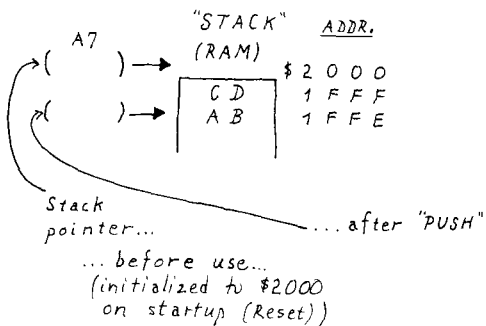 "STACK" ADDR.
A7 (RAM)
( ) $2000
CD 1FFF
( ) AB 1FFE
Stack
pointer... ...after "PUSH"
...before use...
(initialized to $2000
on startup (Reset))